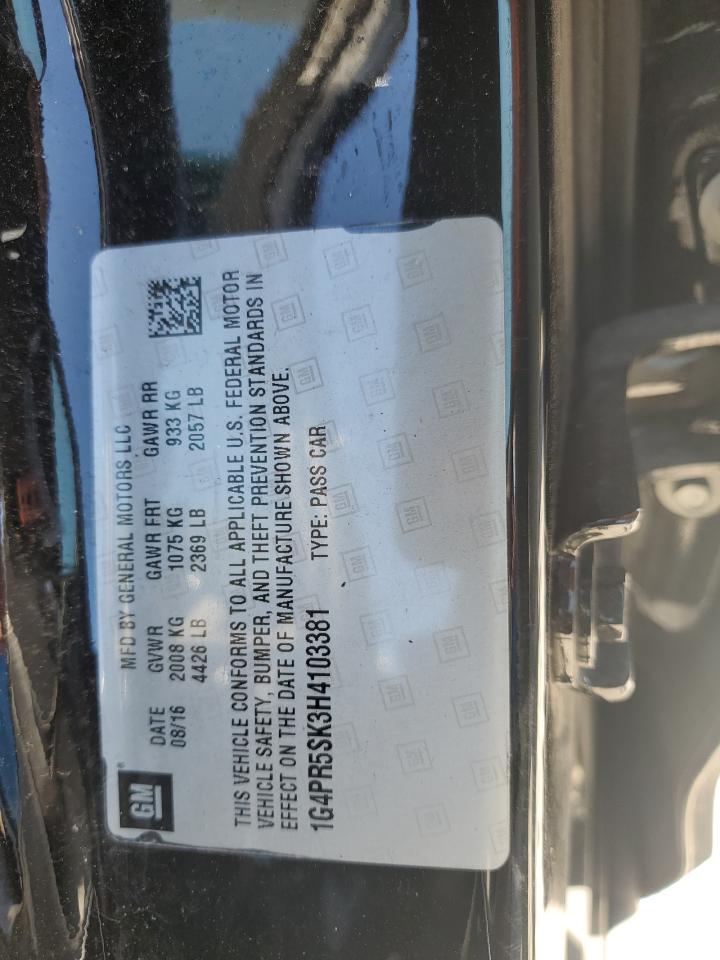 GM
MFD BY GENERAL MOTORS LLC
DATE GVWR GAWR FRT GAWR RR
08/16 2008 KG 1075 KG 933 KG
4426 LB 2369 LB 2057 LB
THIS VEHICLE CONFORMS TO ALL APPLICABLE U.S. FEDERAL MOTOR
VEHICLE SAFETY, BUMPER, AND THEFT PREVENTION STANDARDS IN
EFFECT ON THE DATE OF MANUFACTURE SHOWN ABOVE.
1G4PR5SK3H4103381 TYPE: PASS CAR